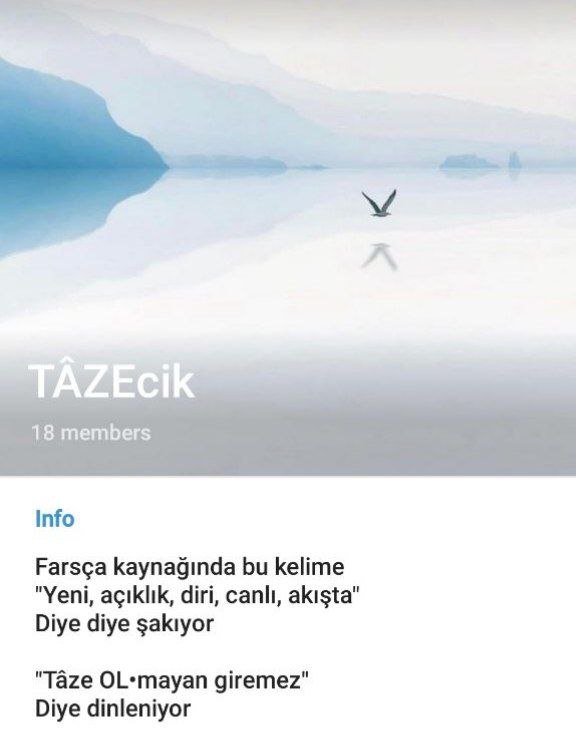 TÂZEcik
18 members
Info
Farsça kaynağında bu kelime
"Yeni, açıklık, diri, canlı, akışta"
Diye diye şakıyor
"Tâze OL•mayan giremez"
Diye dinleniyor